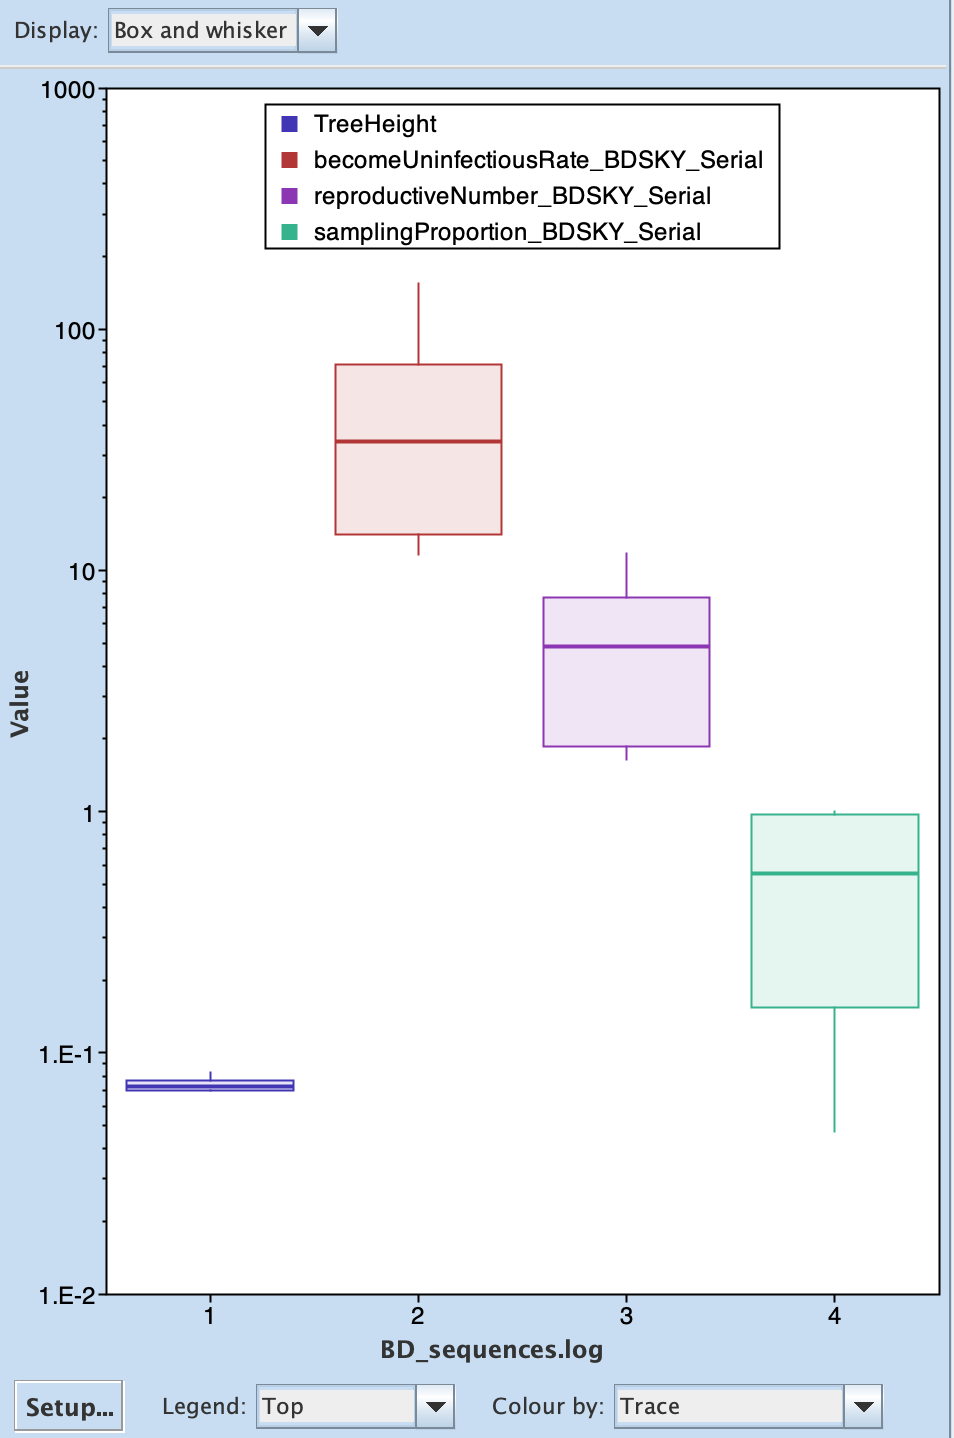 Display: Box and whisker
1000
TreeHeight
becomeUninfectiousRate_BDSKY_Serial
reproductiveNumber_BDSKY_Serial
samplingProportion_BDSKY_Serial
100
10
Value
1
1.E-1
1.E-2
1 2 3 4
BD_sequences.log
Setup... Legend: Top Colour by: Trace